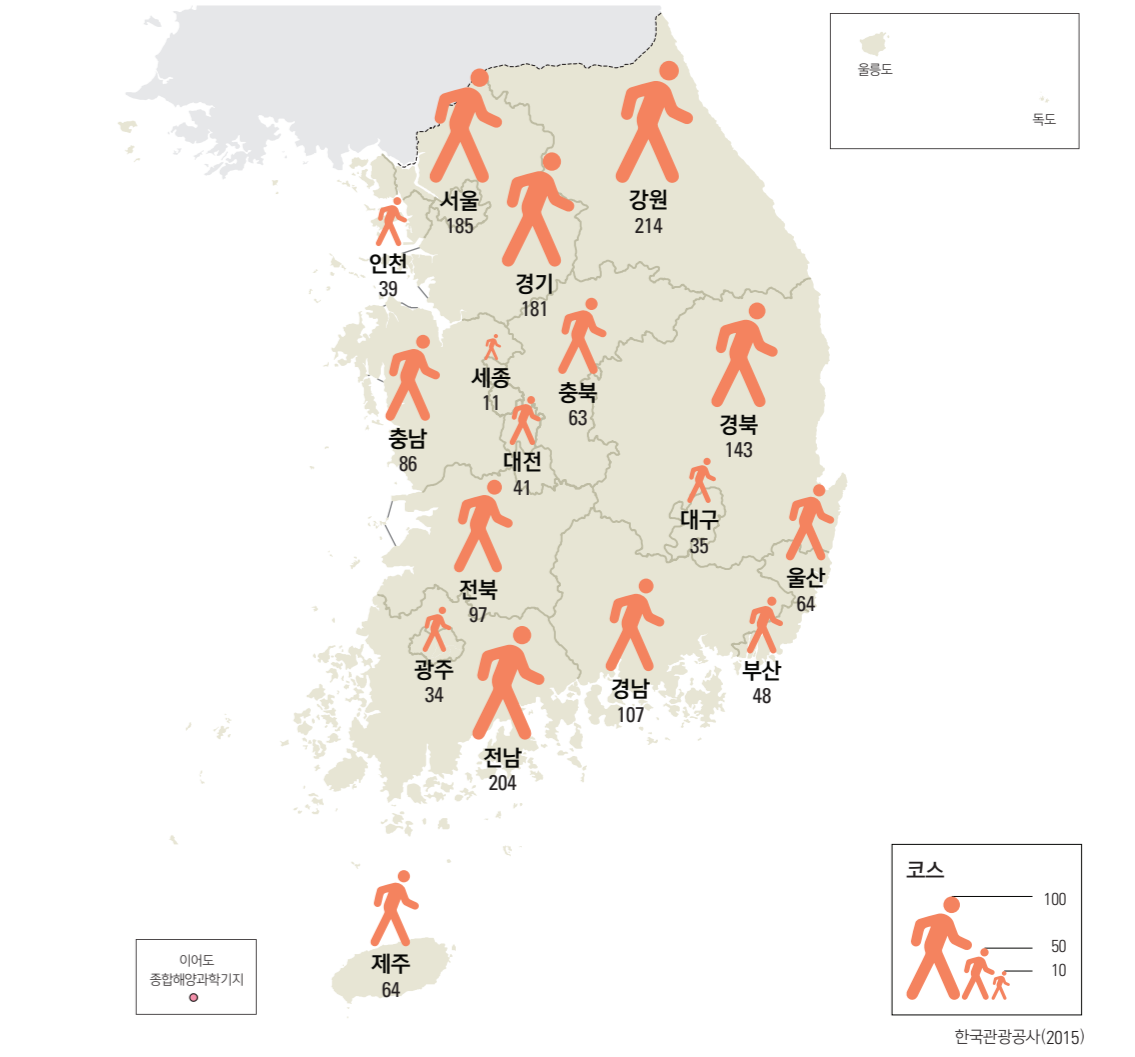 울릉도
독도
서울
185
강원
214
인천
39
경기
181
세종
11
충북
63
경북
143
충남
86
대전
41
대구
35
울산
64
전북
97
광주
34
경남
107
부산
48
전남
204
제주
64
이어도
종합해양과학기지
코스
100
50
10
한국관광공사(2015)